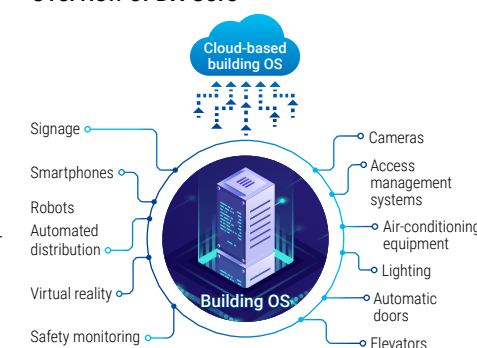 Cloud-based
building OS
Signage
Smartphones
Robots
Automated
distribution
Virtual reality
Safety monitoring
Building OS
Cameras
Access
management
systems
Air-conditioning
equipment
Lighting
Automatic
doors
Elevators